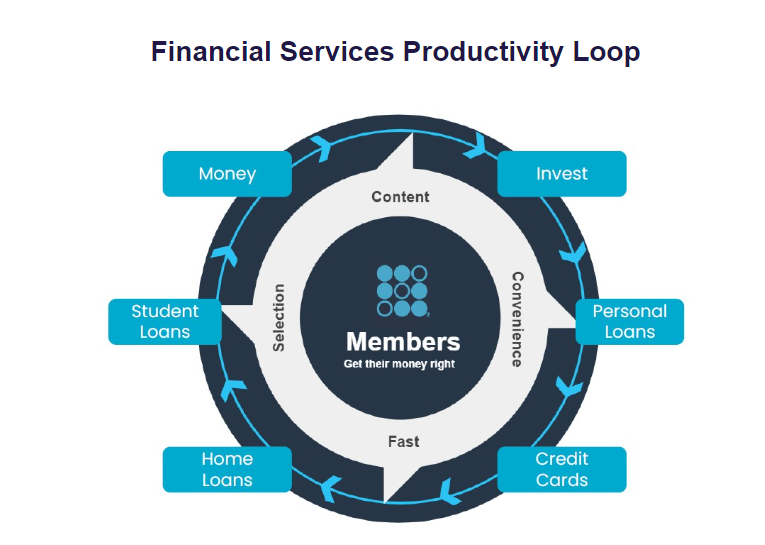 Financial Services Productivity Loop
Money
Invest
Content
Student
Loans
Selection
Convenience
Personal
Loans
Members
Get their money right
Fast
Home
Loans
Credit
Cards